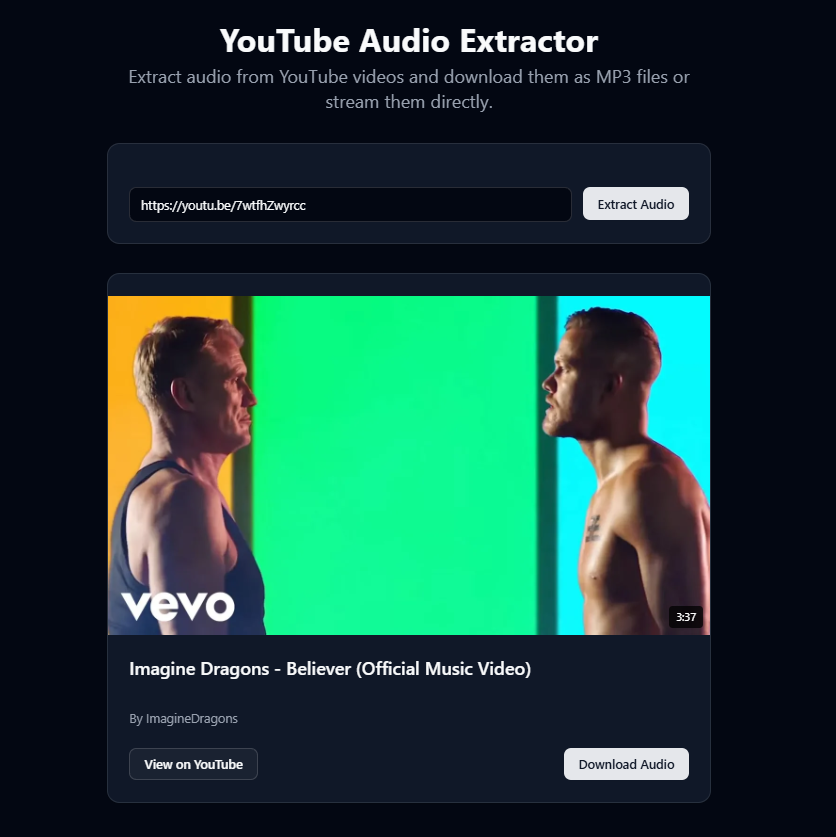 YouTube Audio Extractor
Extract audio from YouTube videos and download them as MP3 files or
stream them directly.
https://youtu.be/7wtfhZwyrcc
Extract Audio
vevo
3:37
Imagine Dragons - Believer (Official Music Video)
By ImagineDragons
View on YouTube
Download Audio